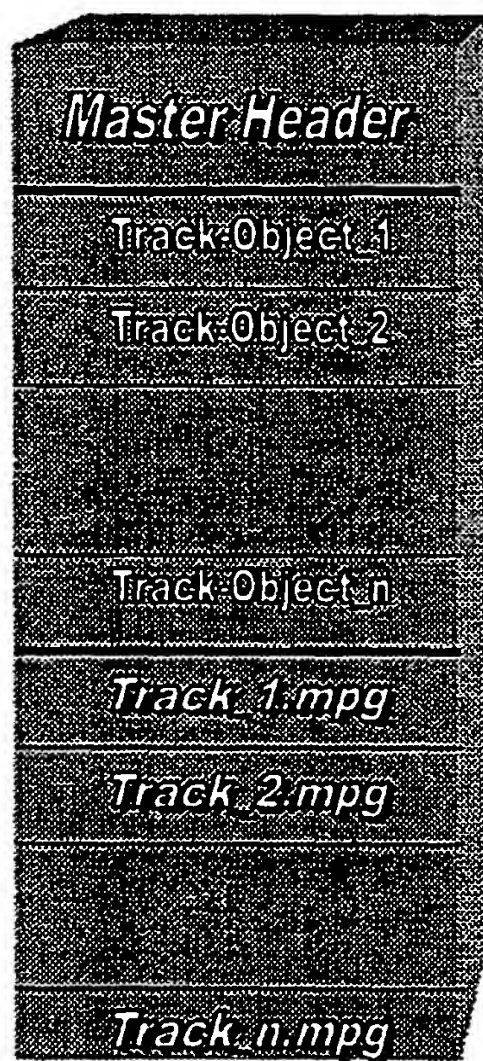 Master Header
Track-Object_1
Track-Object_2
Track-Object_n
Track_1.mpg
Track_2.mpg
Track_n.mpg